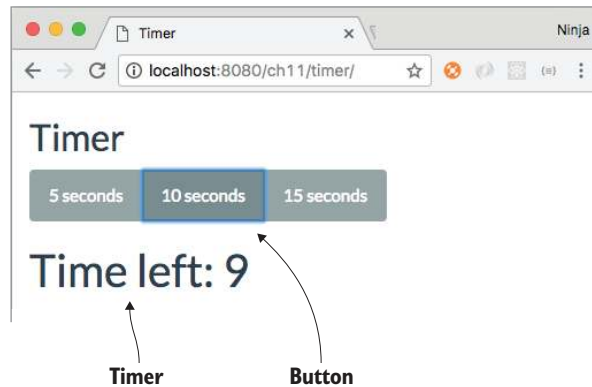 Timer
Ninja
localhost:8080/ch11/timer/
Timer
5 seconds 10 seconds 15 seconds
Time left: 9
Timer Button